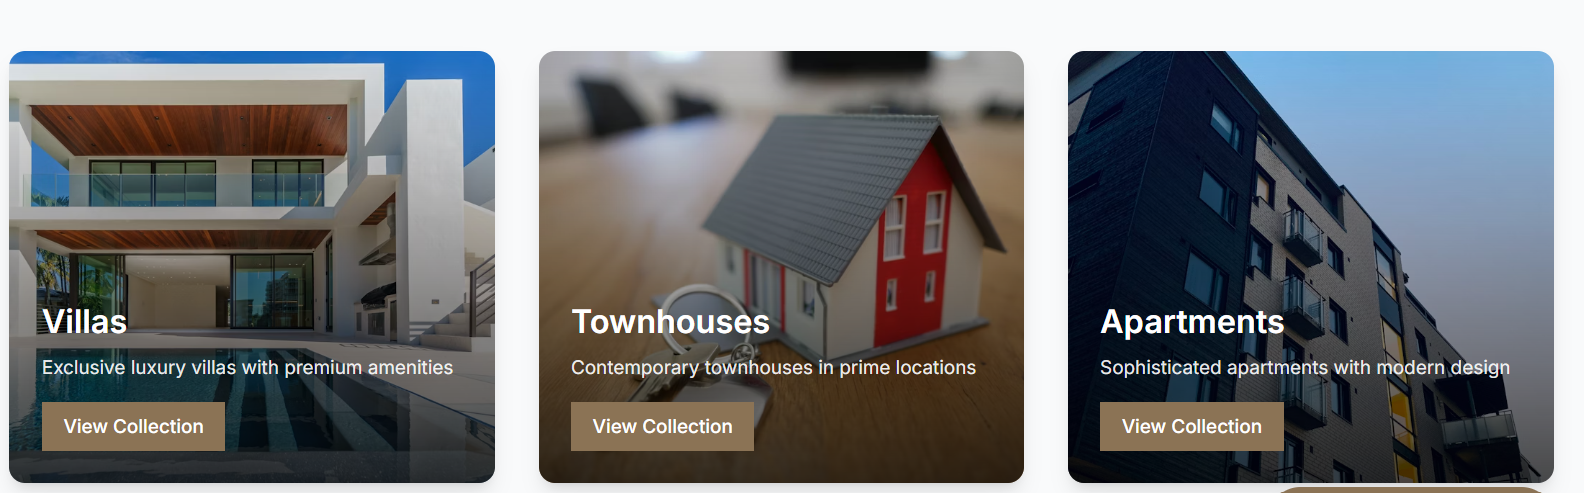 Villas
Exclusive luxury villas with premium amenities
View Collection
Townhouses
Contemporary townhouses in prime locations
View Collection
Apartments
Sophisticated apartments with modern design
View Collection